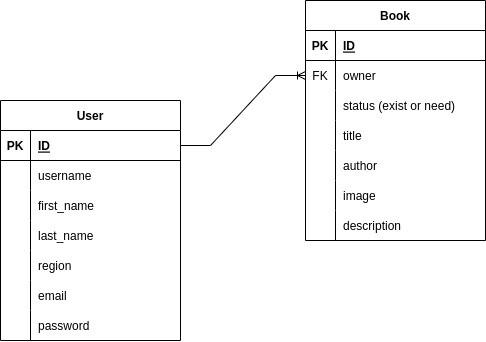 Book
PK ID
FK owner
status (exist or need)
title
author
image
description
User
PK ID
username
first_name
last_name
region
email
password